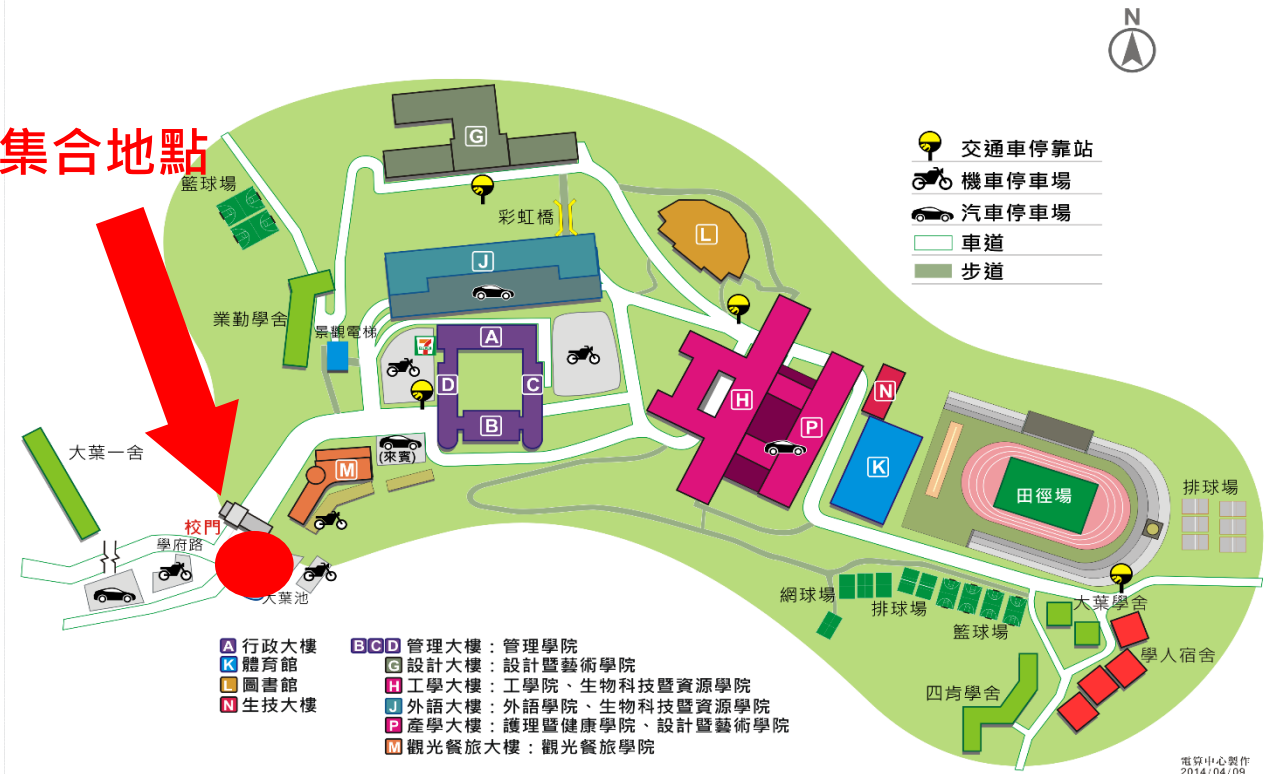 N
集合地點
籃球場
G
彩虹橋
L
J
交通車停靠站
機車停車場
汽車停車場
車道
步道
業勤學舍
景觀電梯
7
A
D
C
B
H
P
N
K
M
(來賓)
大葉一舍
校門
學府路
大葉池
田徑場
排球場
網球場
排球場
籃球場
大葉學舍
學人宿舍
四肯學舍
A 行政大樓
K 體育館
L 圖書館
N 生技大樓
BCD 管理大樓：管理學院
G 設計大樓：設計暨藝術學院
H 工學大樓：工學院、生物科技暨資源學院
J 外語大樓：外語學院、生物科技暨資源學院
P 產學大樓：護理暨健康學院、設計暨藝術學院
M 觀光餐旅大樓：觀光餐旅學院
電算中心製作
2014/04/09